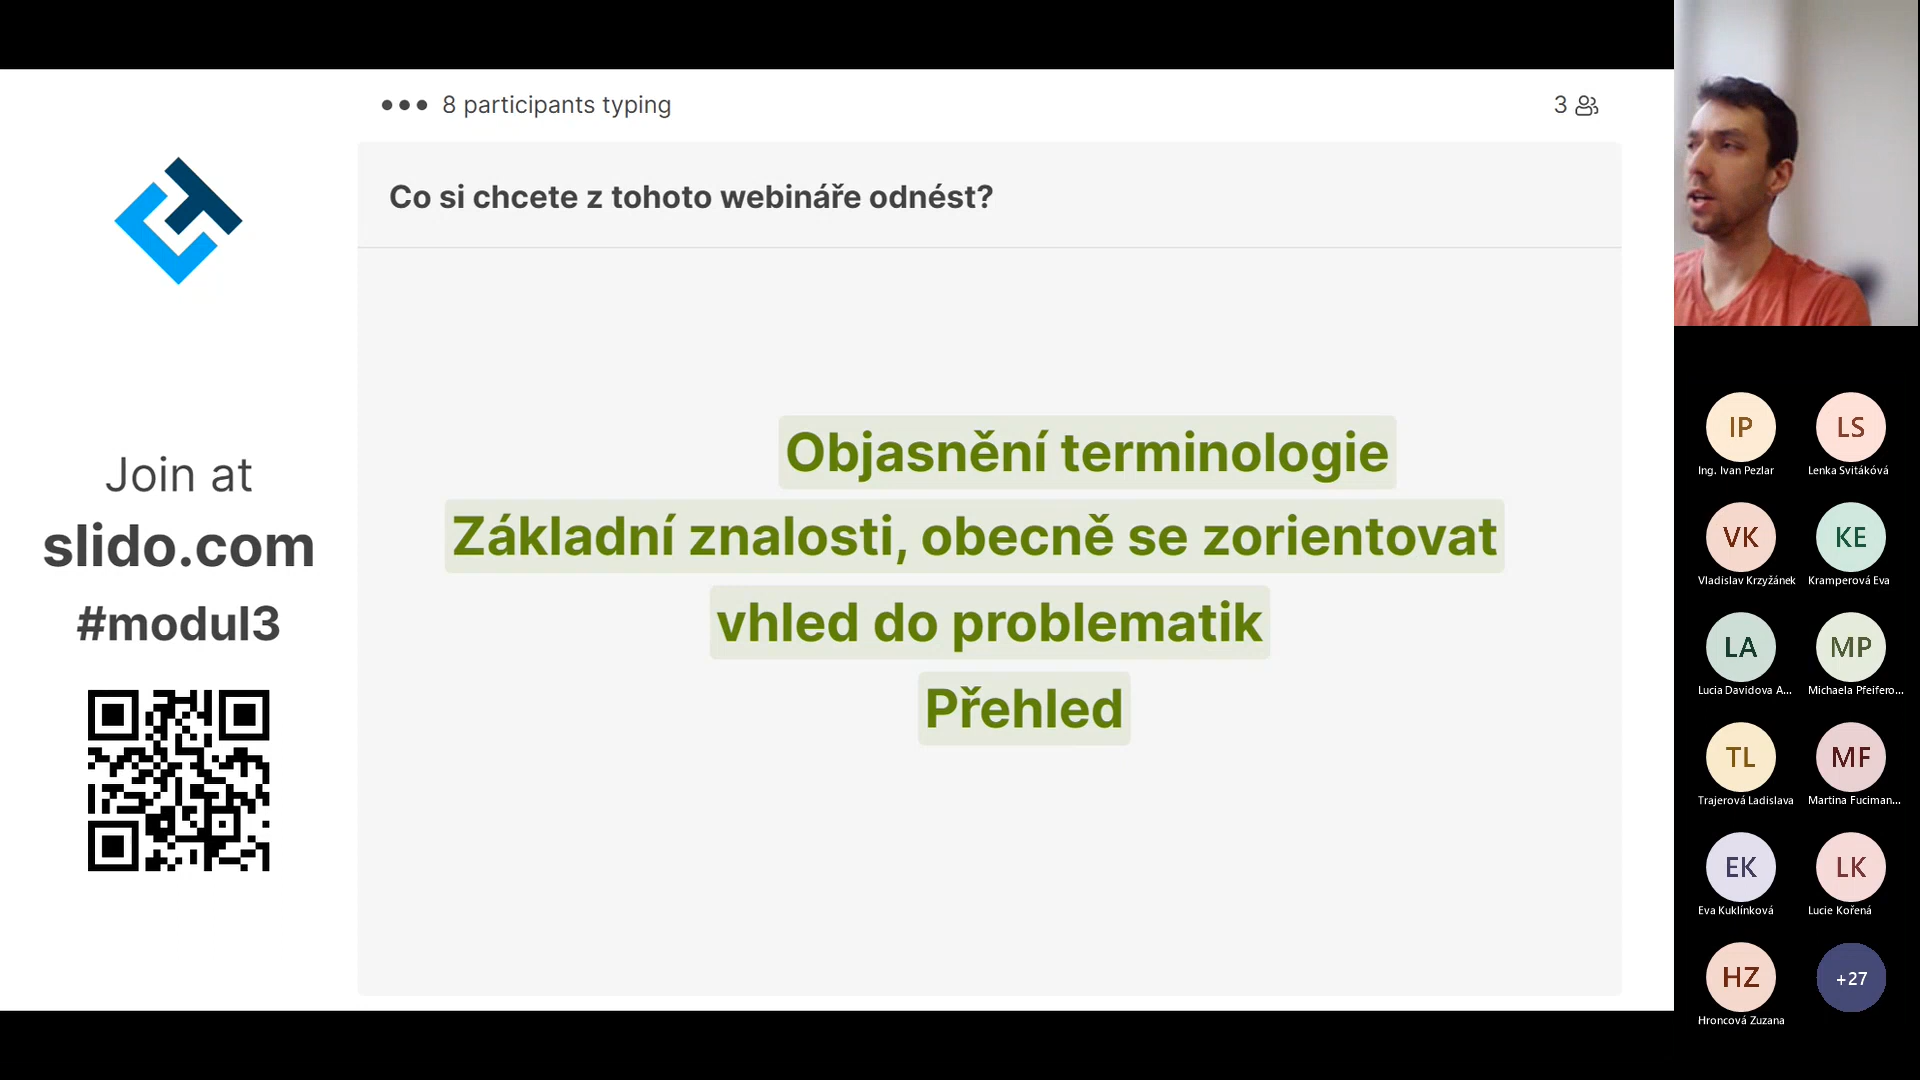 8 participants typing
3
Co si chcete z tohoto webináře odnést?
Objasnění terminologie
Základní znalosti, obecně se zorientovat
vhled do problematik
Přehled
Join at
slido.com
#modul3
IP
Ing. Ivan Pezlar
LS
Lenka Svitáková
VK
Vladislav Krzyžánek
KE
Kramperová Eva
LA
Lucia Davidova A...
MP
Michaela Pfeifero...
TL
Trajerová Ladislava
MF
Martina Fuciman...
EK
Eva Kuklínková
LK
Lucie Kořená
HZ
Hroncová Zuzana
+27